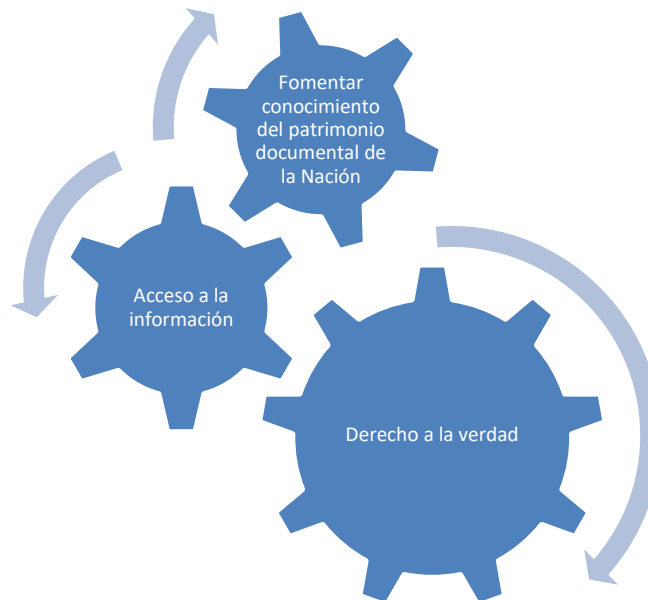 Fomentar
conocimiento
del patrimonio
documental de
la Nación
Acceso a la
información
Derecho a la verdad